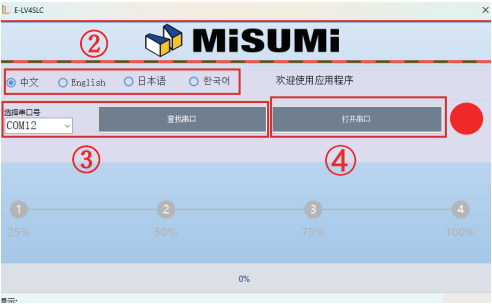 E-LV4SLC
②
MiSUMi
中文 English 日本语 한국어 欢迎使用应用程序
选择串口号
COM12 查找串口 打开串口
③ ④
1 2 3 4
25% 50% 75% 100%
0%
显示: